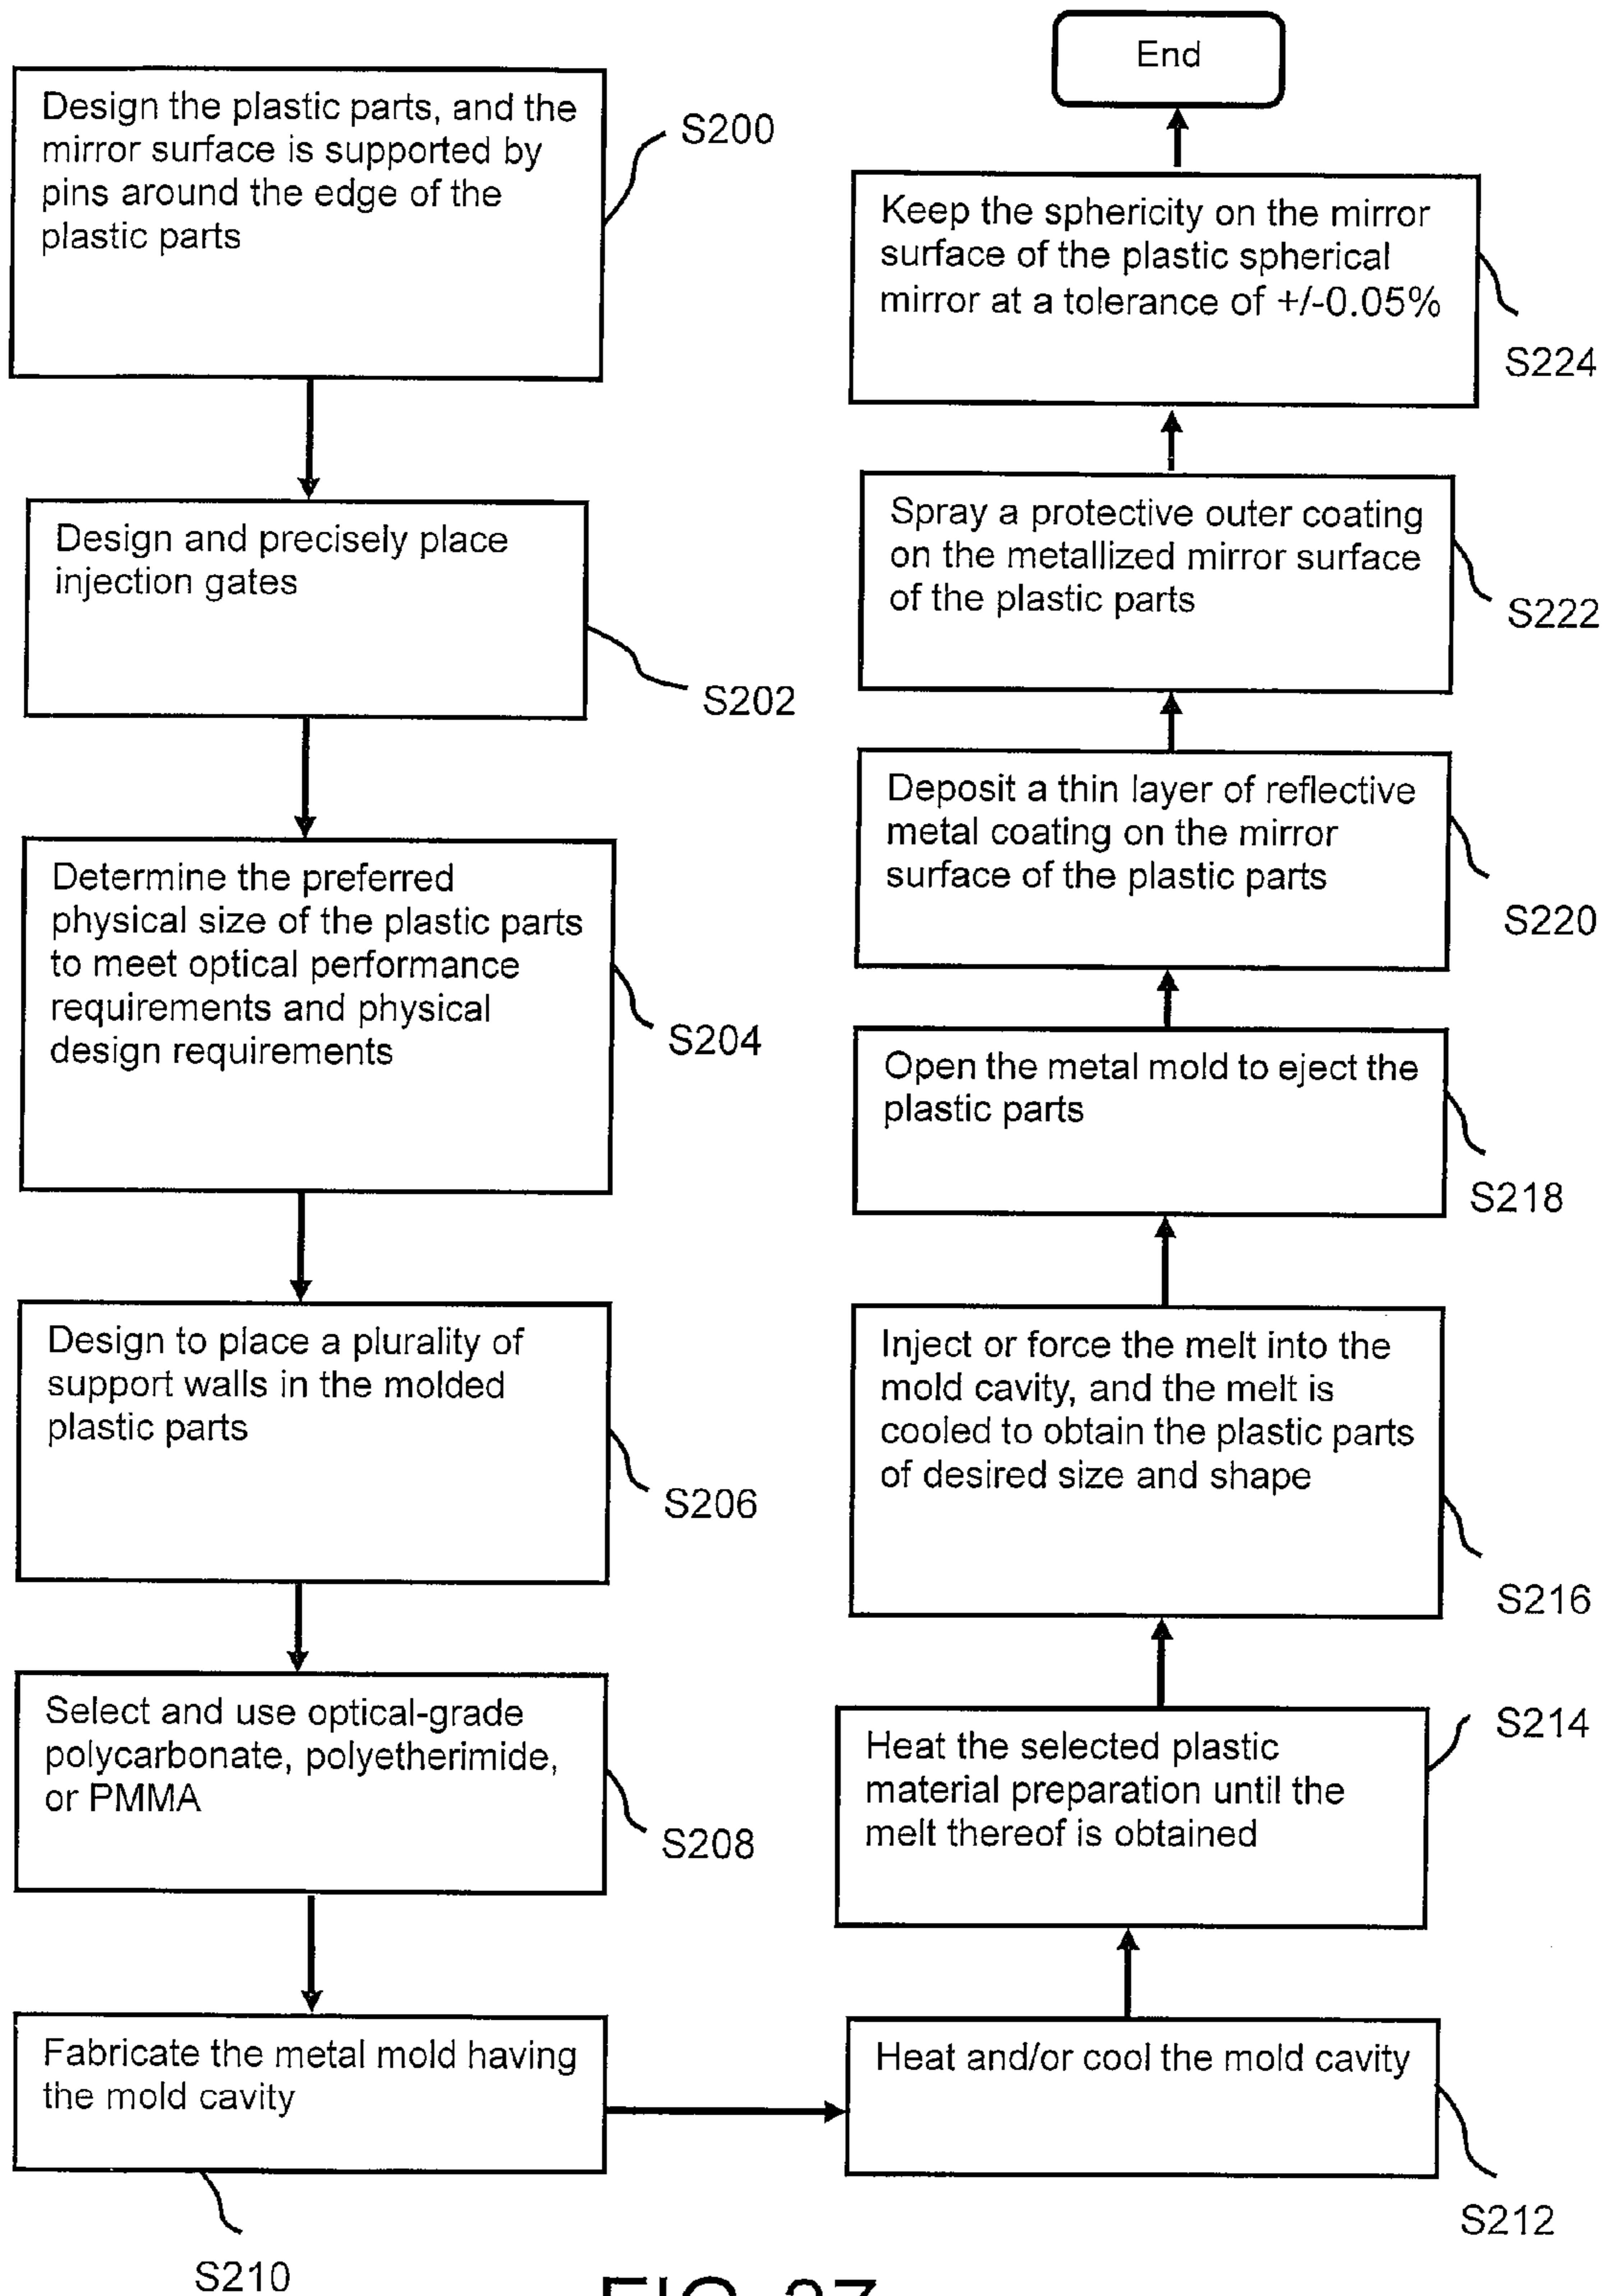 Design the plastic parts, and the
mirror surface is supported by
pins around the edge of the
plastic parts
S200
Design and precisely place
injection gates
S202
Determine the preferred
physical size of the plastic parts
to meet optical performance
requirements and physical
design requirements
S204
Design to place a plurality of
support walls in the molded
plastic parts
S206
Select and use optical-grade
polycarbonate, polyetherimide,
or PMMA
S208
Fabricate the metal mold having
the mold cavity
S210
Heat and/or cool the mold cavity
S212
Heat the selected plastic
material preparation until the
melt thereof is obtained
S214
Inject or force the melt into the
mold cavity, and the melt is
cooled to obtain the plastic parts
of desired size and shape
S216
Open the metal mold to eject the
plastic parts
S218
Deposit a thin layer of reflective
metal coating on the mirror
surface of the plastic parts
S220
Spray a protective outer coating
on the metallized mirror surface
of the plastic parts
S222
Keep the sphericity on the mirror
surface of the plastic spherical
mirror at a tolerance of +/-0.05%
S224
End